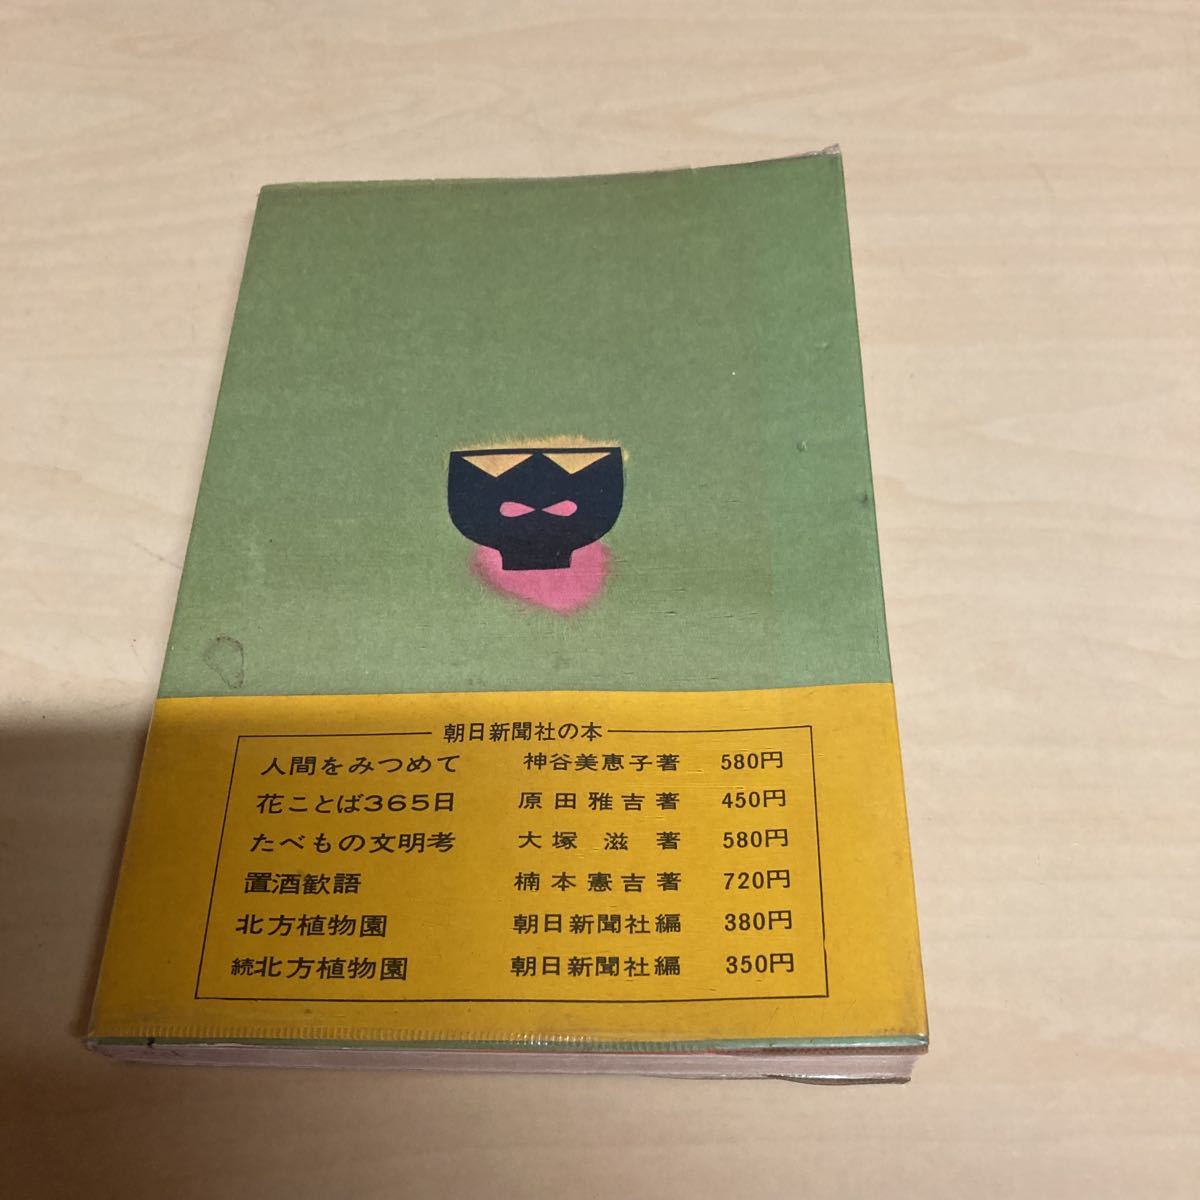 朝日新聞社の本
人間をみつめて 神谷美恵子著 580円
花ことば365日 原田雅吉著 450円
たべもの文明考 大塚滋著 580円
置酒歓語 楠本憲吉著 720円
北方植物園 朝日新聞社編 380円
続北方植物園 朝日新聞社編 350円